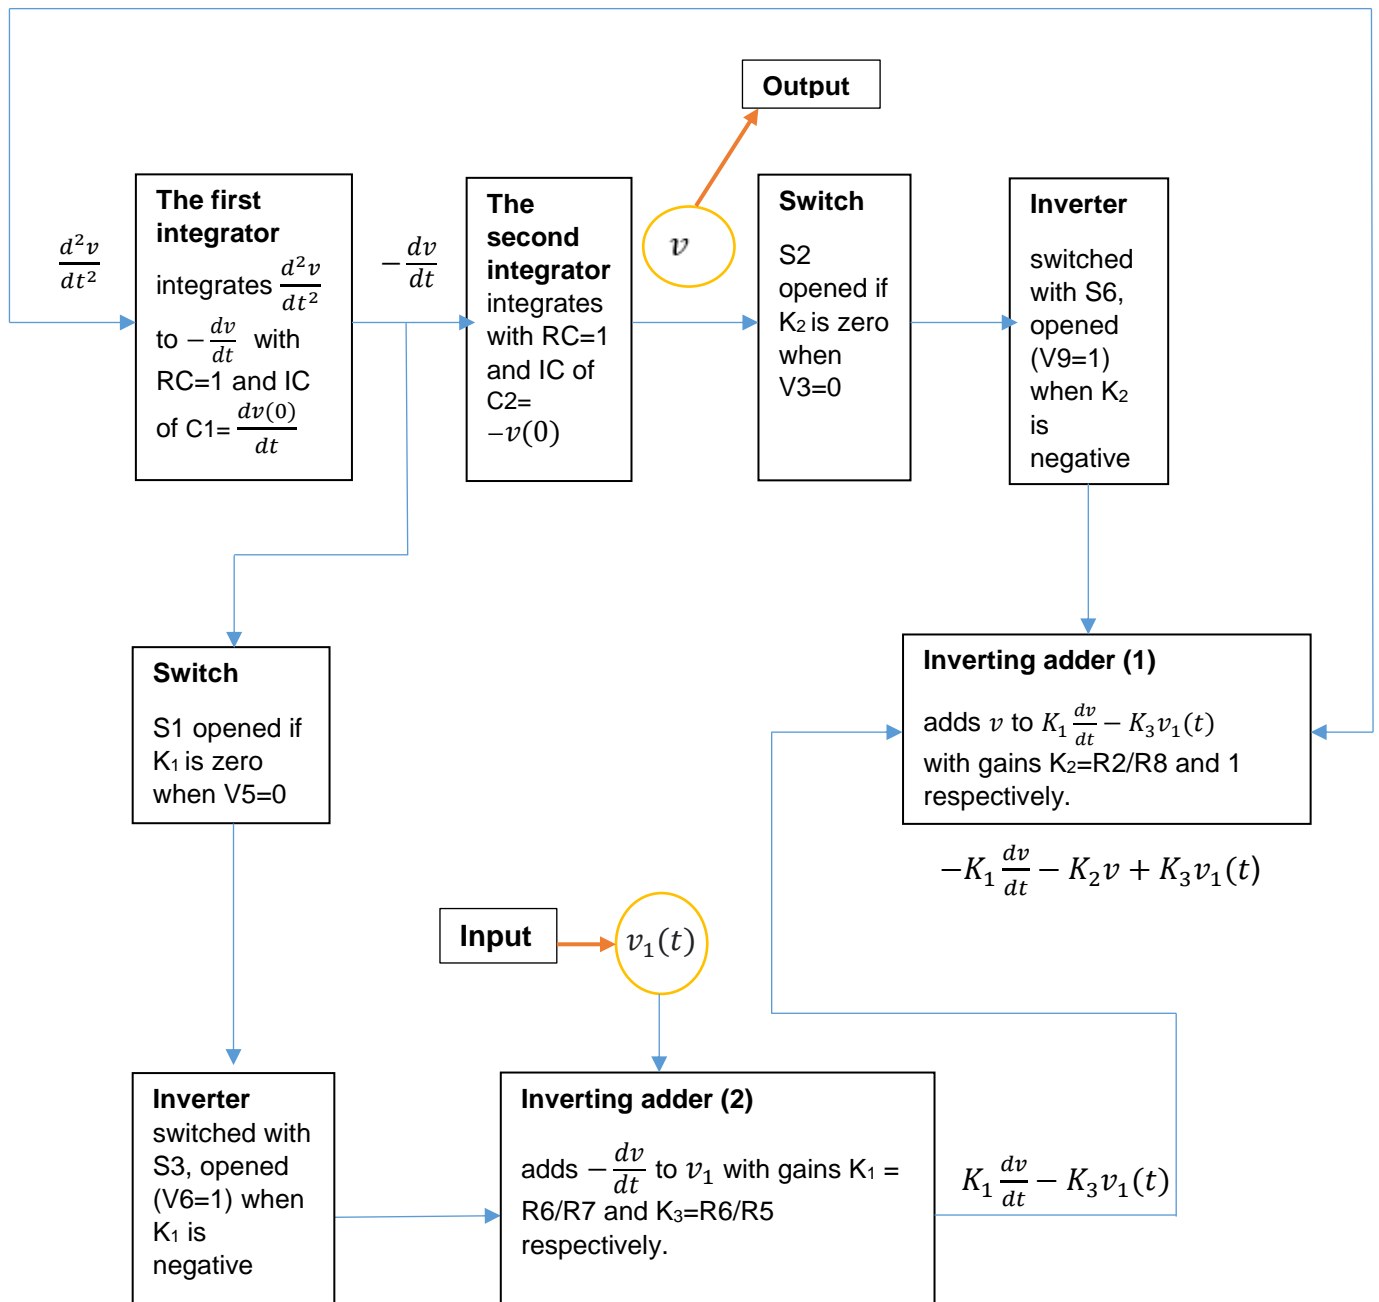 Output
The first
integrator
integrates d²v/dt²
to −dv/dt with
RC=1 and IC
of C1= dv(0)/dt
d²v/dt²
−dv/dt
The
second
integrator
integrates
with RC=1
and IC of
C2=
−v(0)
v
Switch
S2
opened if
K₂ is zero
when
V3=0
Inverter
switched
with S6,
opened
(V9=1)
when K₂
is
negative
Switch
S1 opened if
K₁ is zero
when V5=0
Inverting adder (1)
adds v to K₁ dv/dt − K₃v₁(t)
with gains K₂=R2/R8 and 1
respectively.
−K₁ dv/dt − K₂v + K₃v₁(t)
Input
v₁(t)
Inverter
switched with
S3, opened
(V6=1) when
K₁ is
negative
Inverting adder (2)
adds −dv/dt to v₁ with gains K₁ =
R6/R7 and K₃=R6/R5
respectively.
K₁ dv/dt − K₃v₁(t)